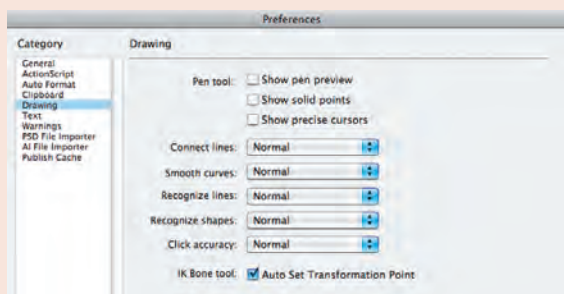 Preferences
Category
Drawing
General
ActionScript
Auto Format
Clipboard
Drawing
Text
Warnings
PSD File Importer
AI File Importer
Publish Cache
Pen tool: Show pen preview
Show solid points
Show precise cursors
Connect lines: Normal
Smooth curves: Normal
Recognize lines: Normal
Recognize shapes: Normal
Click accuracy: Normal
IK Bone tool: Auto Set Transformation Point